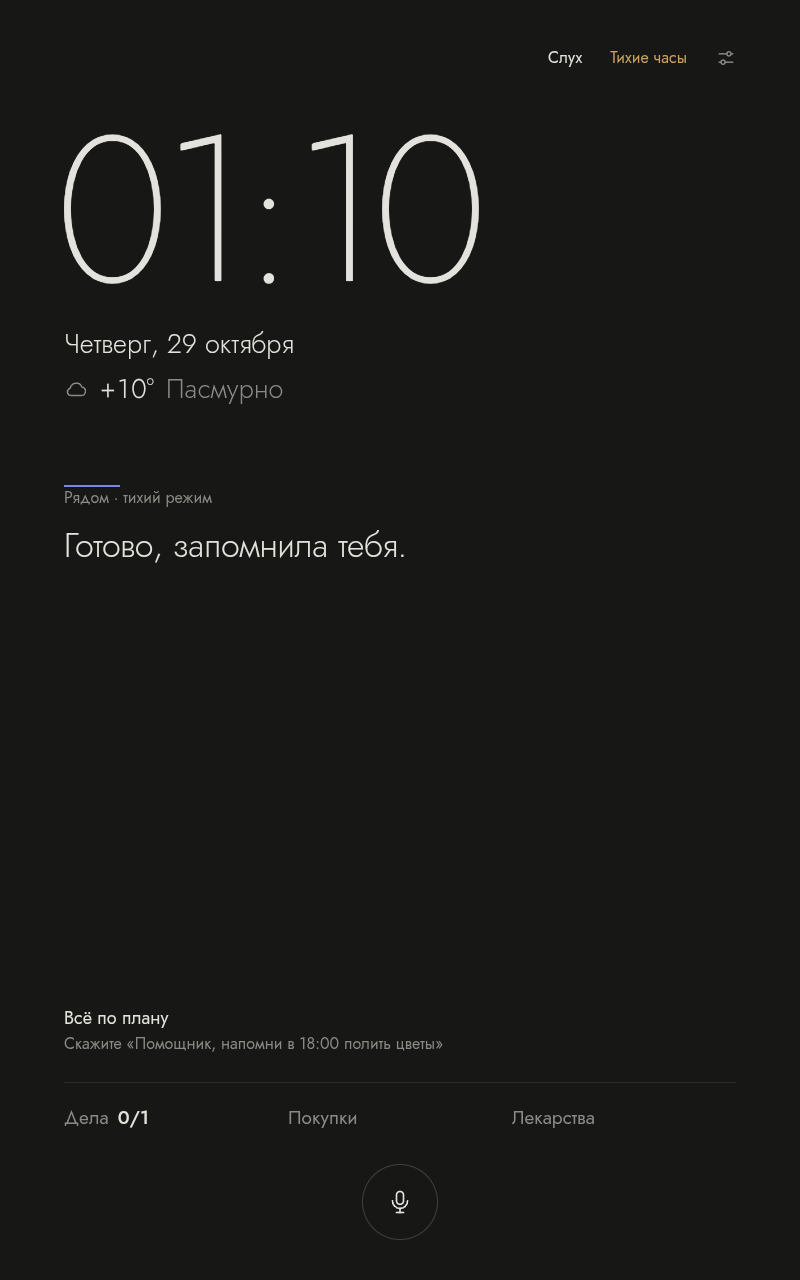 Слух Тихие часы
01:10
Четверг, 29 октября
+10° Пасмурно
Рядом · тихий режим
Готово, запомнила тебя.
Всё по плану
Скажите «Помощник, напомни в 18:00 полить цветы»
Дела 0/1 Покупки Лекарства